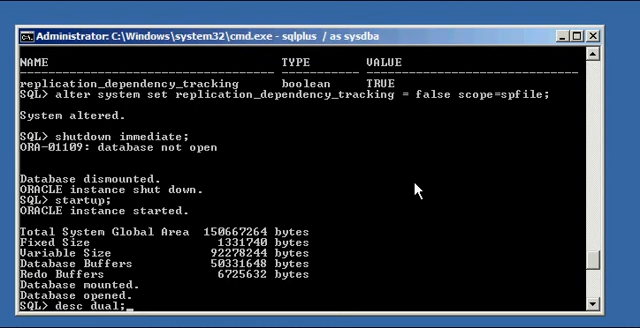 Administrator: C:\Windows\system32\cmd.exe - sqlplus / as sysdba
NAME TYPE VALUE
replication_dependency_tracking boolean TRUE
SQL> alter system set replication_dependency_tracking = false scope=spfile;
System altered.
SQL> shutdown immediate;
ORA-01109: database not open
Database dismounted.
ORACLE instance shut down.
SQL> startup;
ORACLE instance started.
Total System Global Area 150667264 bytes
Fixed Size 1331740 bytes
Variable Size 92278244 bytes
Database Buffers 50331648 bytes
Redo Buffers 6725632 bytes
Database mounted.
Database opened.
SQL> desc dual;